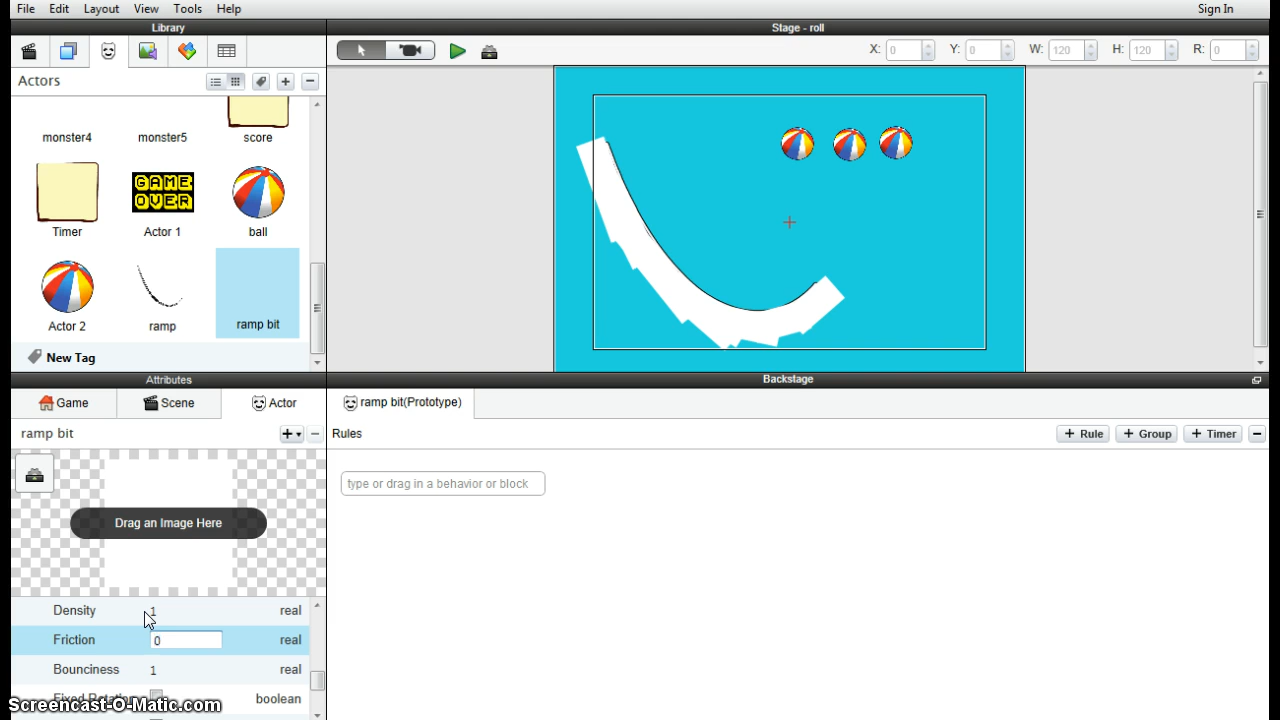 File Edit Layout View Tools Help Sign In
Library
Stage - roll
X: 0 Y: 0 W: 120 H: 120 R: 0
Actors
monster4 monster5 score
GAME
OVER
Timer Actor 1 ball
Actor 2 ramp ramp bit
New Tag
Attributes
Backstage
Game Scene Actor
ramp bit(Prototype)
ramp bit
Rules
+ Rule + Group + Timer
type or drag in a behavior or block
Drag an Image Here
Density 1 real
Friction 0 real
Bounciness 1 real
Fixed Rotation boolean
Screencast-O-Matic.com